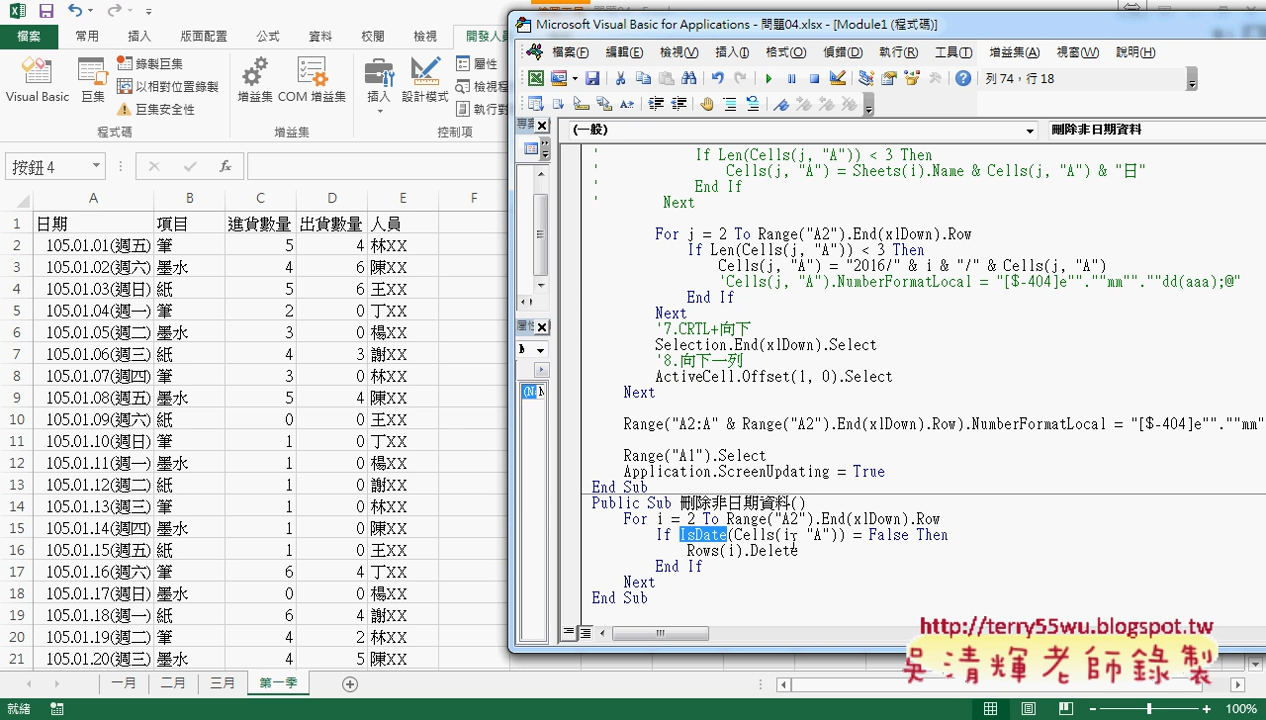 Microsoft Visual Basic for Applications - 問題04.xlsx - [Module1 (程式碼)]
檔案 常用 插入 版面配置 公式 資料 校閱 檢視 開發人
檔案(F) 編輯(E) 檢視(V) 插入(I) 格式(O) 偵錯(D) 執行(R) 工具(T) 增益集(A) 視窗(W) 說明(H)
列 74，行 18
Visual Basic 巨集 錄製巨集
以相對位置錄製
巨集安全性
程式碼
增益集 COM 增益集
增益集
插入 設計模式 屬性
檢視程
執行對
控制項
按鈕 4
fx
(一般) 刪除非日期資料
A B C D E F
1 日期 項目 進貨數量 出貨數量 人員
2 105.01.01(週五) 筆 5 4 林XX
3 105.01.02(週六) 墨水 4 6 陳XX
4 105.01.03(週日) 紙 5 6 王XX
5 105.01.04(週一) 筆 2 0 丁XX
6 105.01.05(週二) 墨水 3 0 楊XX
7 105.01.06(週三) 紙 4 3 謝XX
8 105.01.07(週四) 筆 3 0 林XX
9 105.01.08(週五) 墨水 5 4 陳XX
10 105.01.09(週六) 紙 0 0 王XX
11 105.01.10(週日) 筆 1 0 丁XX
12 105.01.11(週一) 墨水 1 0 楊XX
13 105.01.12(週二) 紙 1 0 謝XX
14 105.01.13(週三) 筆 1 0 林XX
15 105.01.14(週四) 墨水 1 0 陳XX
16 105.01.15(週五) 紙 1 0 王XX
17 105.01.16(週六) 筆 6 4 丁XX
18 105.01.17(週日) 墨水 0 0 楊XX
19 105.01.18(週一) 紙 6 4 謝XX
20 105.01.19(週二) 筆 4 2 林XX
21 105.01.20(週三) 墨水 4 5 陳XX
' If Len(Cells(j, "A")) < 3 Then
' Cells(j, "A") = Sheets(i).Name & Cells(j, "A") & "日"
' End If
' Next
For j = 2 To Range("A2").End(xlDown).Row
If Len(Cells(j, "A")) < 3 Then
Cells(j, "A") = "2016/" & i & "/" & Cells(j, "A")
'Cells(j, "A").NumberFormatLocal = "[$-404]e"".""mm"".""dd(aaa);@"
End If
Next
'7.CRTL+向下
Selection.End(xlDown).Select
'8.向下一列
ActiveCell.Offset(1, 0).Select
Next
Range("A2:A" & Range("A2").End(xlDown).Row).NumberFormatLocal = "[$-404]e"".""mm"
Range("A1").Select
Application.ScreenUpdating = True
End Sub
Public Sub 刪除非日期資料()
For i = 2 To Range("A2").End(xlDown).Row
If IsDate(Cells(i, "A")) = False Then
Rows(i).Delete
End If
Next
End Sub
http://terry55wu.blogspot.tw
吳清輝老師錄製
一月 二月 三月 第一季
就緒
100%